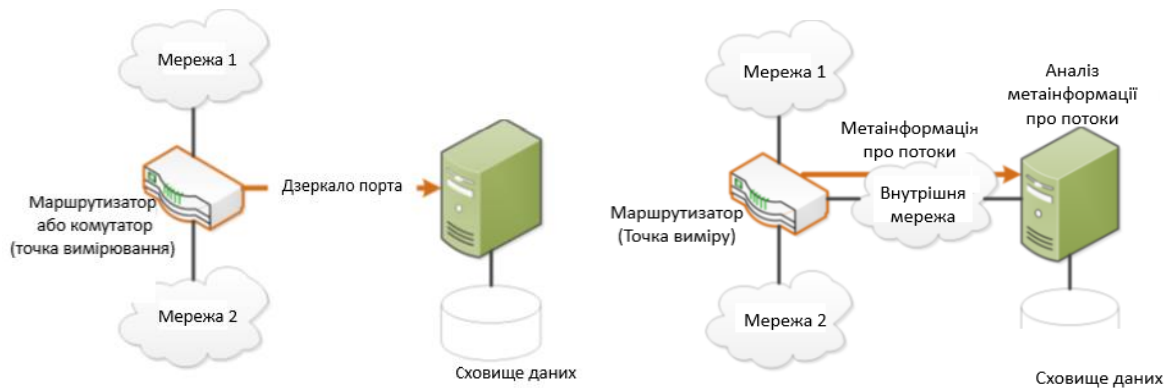 Мережа 1
Дзеркало порта
Маршрутизатор
або комутатор
(точка вимірювання)
Мережа 2
Сховище даних
Мережа 1
Аналіз
метаінформації
про потоки
Метаінформація
про потоки
Внутрішня
мережа
Маршрутизатор
(Точка виміру)
Мережа 2
Сховище даних